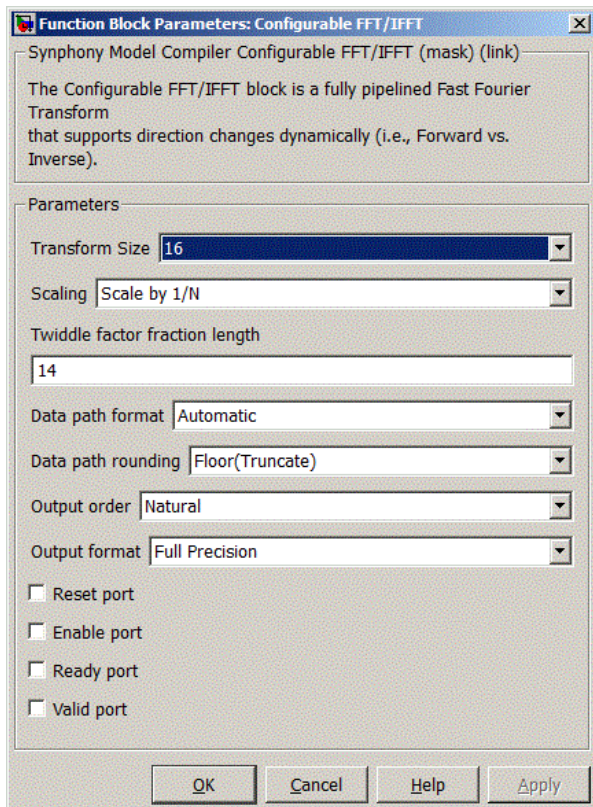 Function Block Parameters: Configurable FFT/IFFT
Synphony Model Compiler Configurable FFT/IFFT (mask) (link)
The Configurable FFT/IFFT block is a fully pipelined Fast Fourier
Transform
that supports direction changes dynamically (i.e., Forward vs.
Inverse).
Parameters
Transform Size 16
Scaling Scale by 1/N
Twiddle factor fraction length
14
Data path format Automatic
Data path rounding Floor(Truncate)
Output order Natural
Output format Full Precision
Reset port
Enable port
Ready port
Valid port
OK Cancel Help Apply